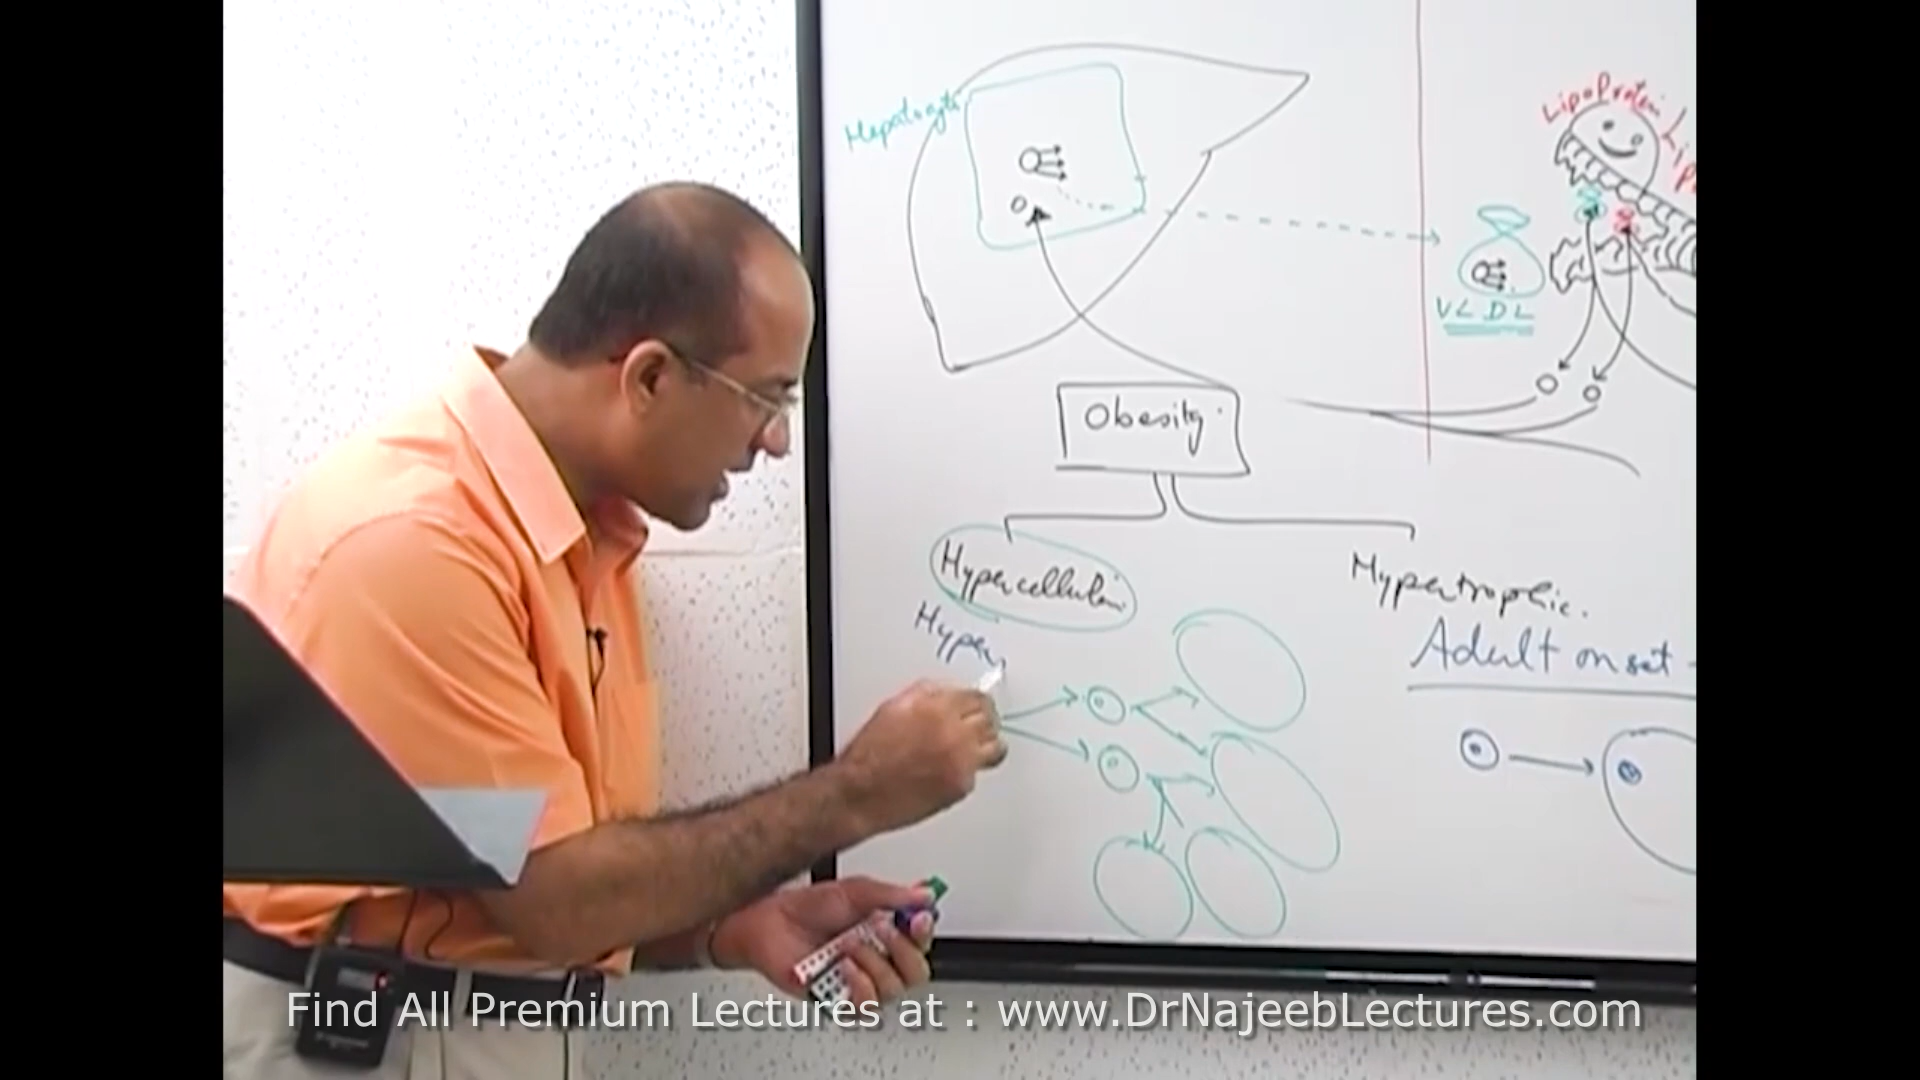 Hepatocyte
Lipoprotein Lip
VLDL
Obesity.
Hypercellular
Hypertrophic.
Hyper
Adult onset -
Find All Premium Lectures at : www.DrNajeebLectures.com